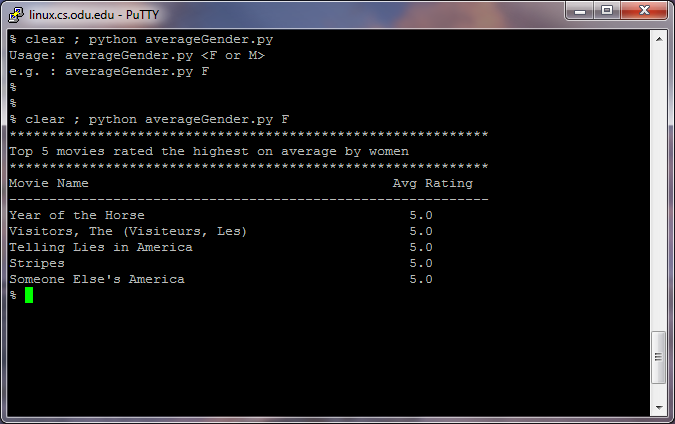 linux.cs.odu.edu - PuTTY
% clear ; python averageGender.py
Usage: averageGender.py <F or M>
e.g. : averageGender.py F
%
%
% clear ; python averageGender.py F
************************************************************
Top 5 movies rated the highest on average by women
************************************************************
Movie Name                                      Avg Rating
------------------------------------------------------------
Year of the Horse                                 5.0
Visitors, The (Visiteurs, Les)                    5.0
Telling Lies in America                           5.0
Stripes                                           5.0
Someone Else's America                            5.0
%